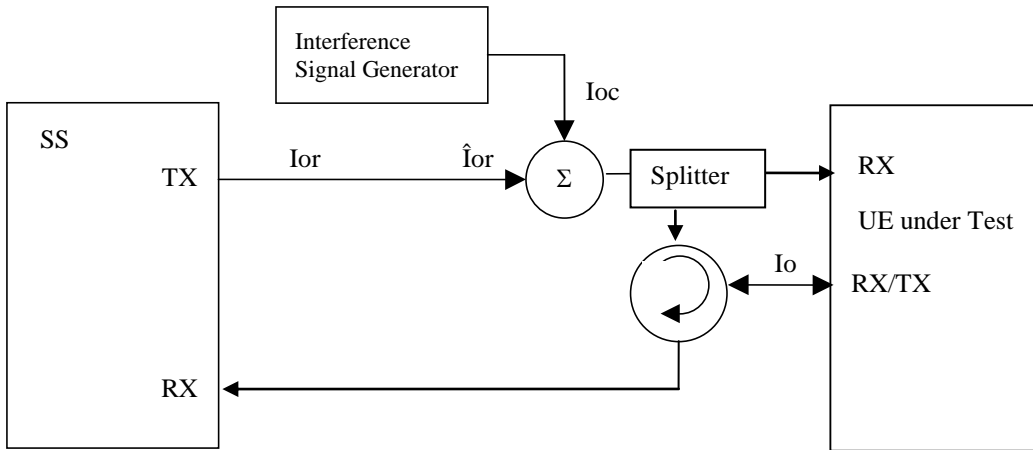 Interference
Signal Generator
Ioc
SS
TX
Ior
Îor
Σ
Splitter
RX
UE under Test
Io
RX/TX
RX